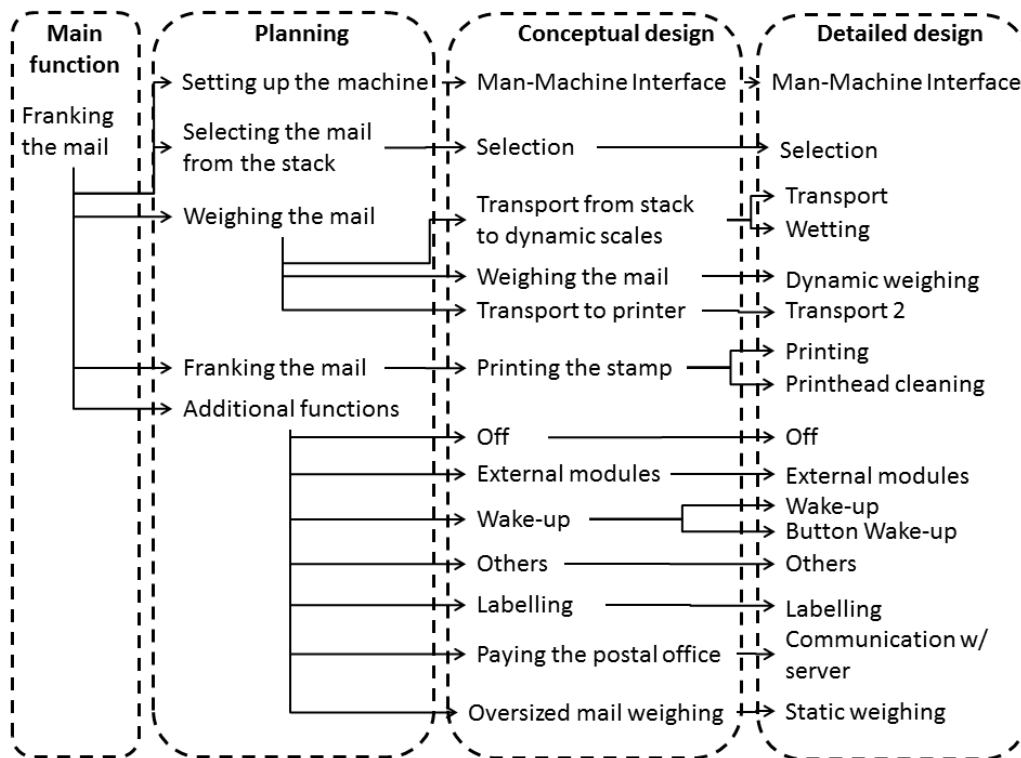 Main
function
Franking
the mail
Planning
Setting up the machine
Selecting the mail
from the stack
Weighing the mail
Franking the mail
Additional functions
Conceptual design
Man-Machine Interface
Selection
Transport from stack
to dynamic scales
Weighing the mail
Transport to printer
Printing the stamp
Off
External modules
Wake-up
Others
Labelling
Paying the postal office
Oversized mail weighing
Detailed design
Man-Machine Interface
Selection
Transport
Wetting
Dynamic weighing
Transport 2
Printing
Printhead cleaning
Off
External modules
Wake-up
Button Wake-up
Others
Labelling
Communication w/
server
Static weighing